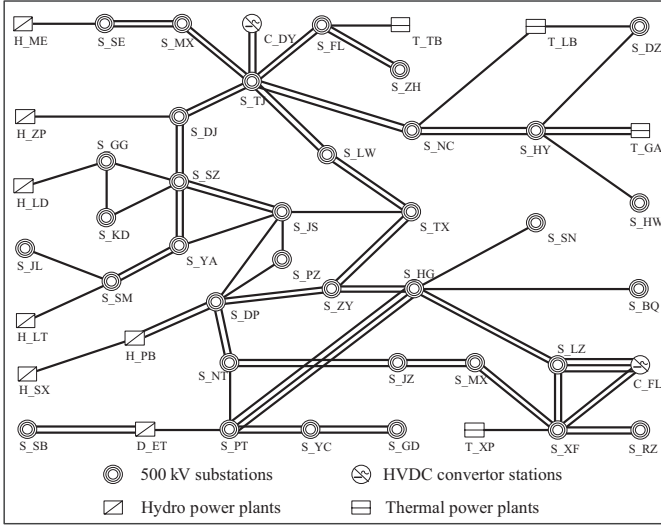 H_ME
S_SE
S_MX
C_DY
S_FL
T_TB
T_LB
S_DZ
S_TJ
S_ZH
H_ZP
S_DJ
S_NC
S_HY
T_GA
S_GG
S_LW
H_LD
S_SZ
S_KD
S_JS
S_TX
S_HW
S_SN
S_JL
S_YA
S_PZ
S_HG
S_SM
S_ZY
S_BQ
H_LT
S_DP
H_PB
S_LZ
H_SX
S_NT
S_JZ
S_MX
C_FL
S_SB
D_ET
S_PT
S_YC
S_GD
T_XP
S_XF
S_RZ
500 kV substations
HVDC convertor stations
Hydro power plants
Thermal power plants